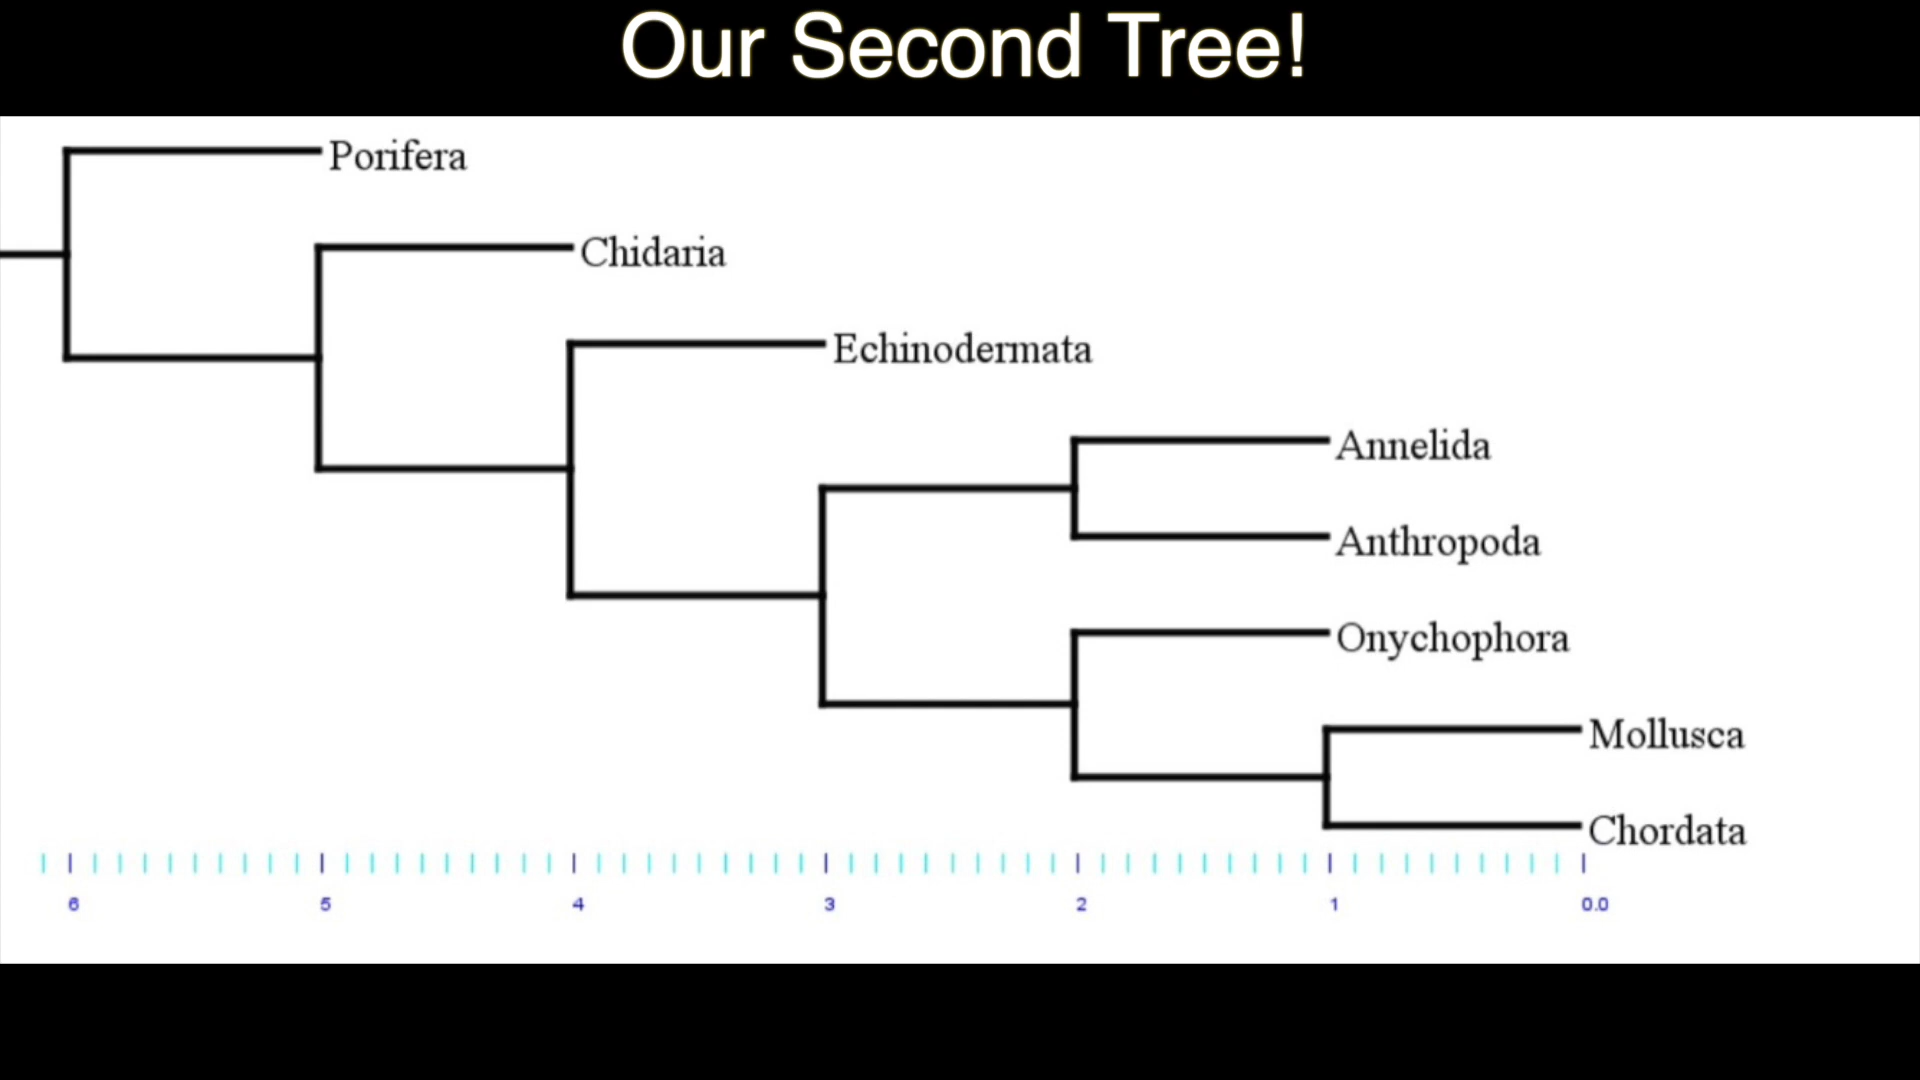 Our Second Tree!
Porifera
Chidaria
Echinodermata
Annelida
Anthropoda
Onychophora
Mollusca
Chordata
6 5 4 3 2 1 0.0